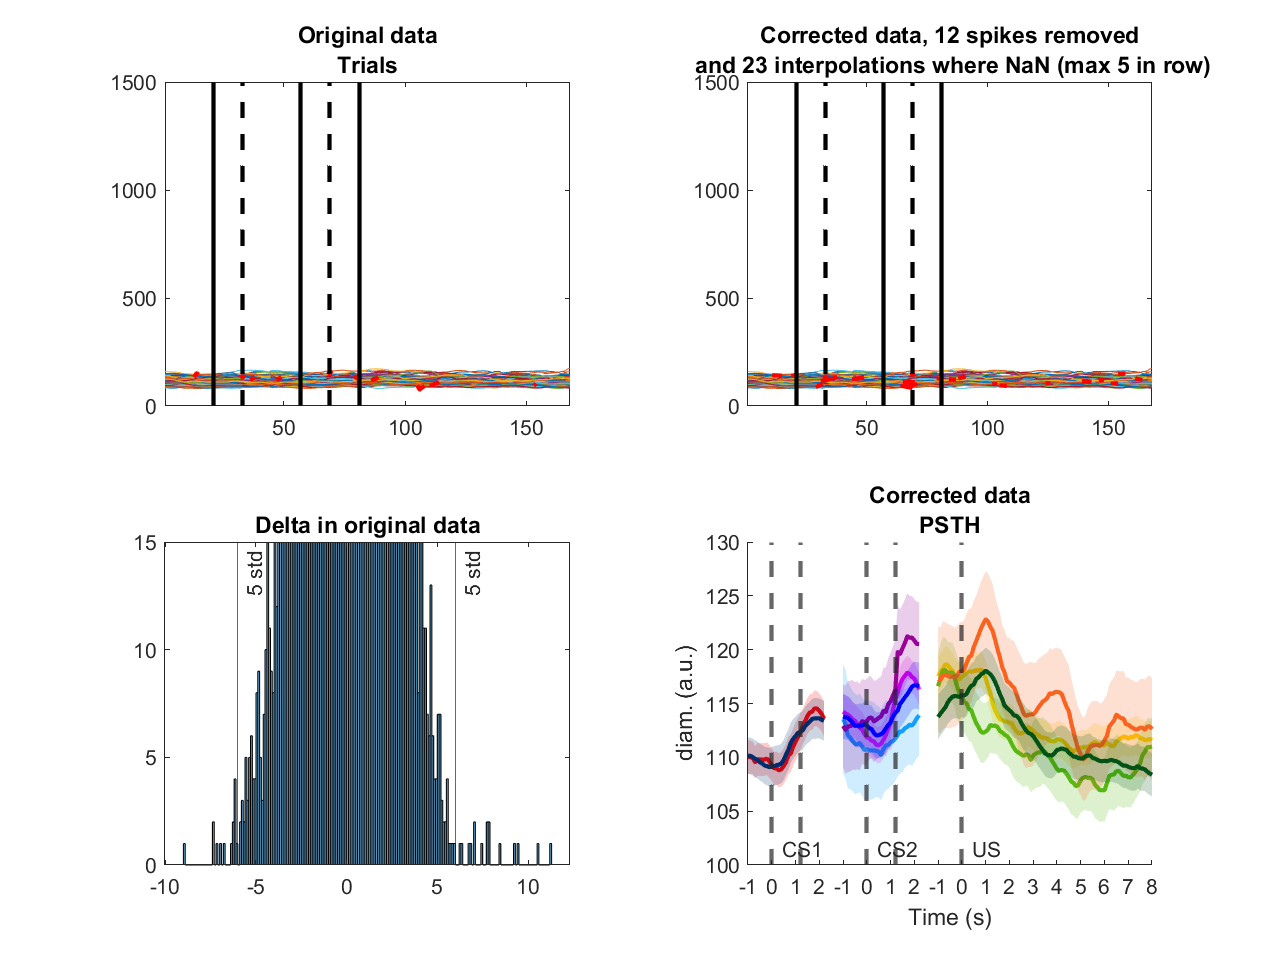 Original data
Trials
1500
1000
500
0
50
100
150
Corrected data, 12 spikes removed
and 23 interpolations where NaN (max 5 in row)
1500
1000
500
0
50
100
150
Delta in original data
15
10
5
0
5 std
5 std
-10
-5
0
5
10
Corrected data
PSTH
130
125
120
115
110
105
100
diam. (a.u.)
CS1
CS2
US
-1 0 1 2 -1 0 1 2 -1 0 1 2 3 4 5 6 7 8
Time (s)